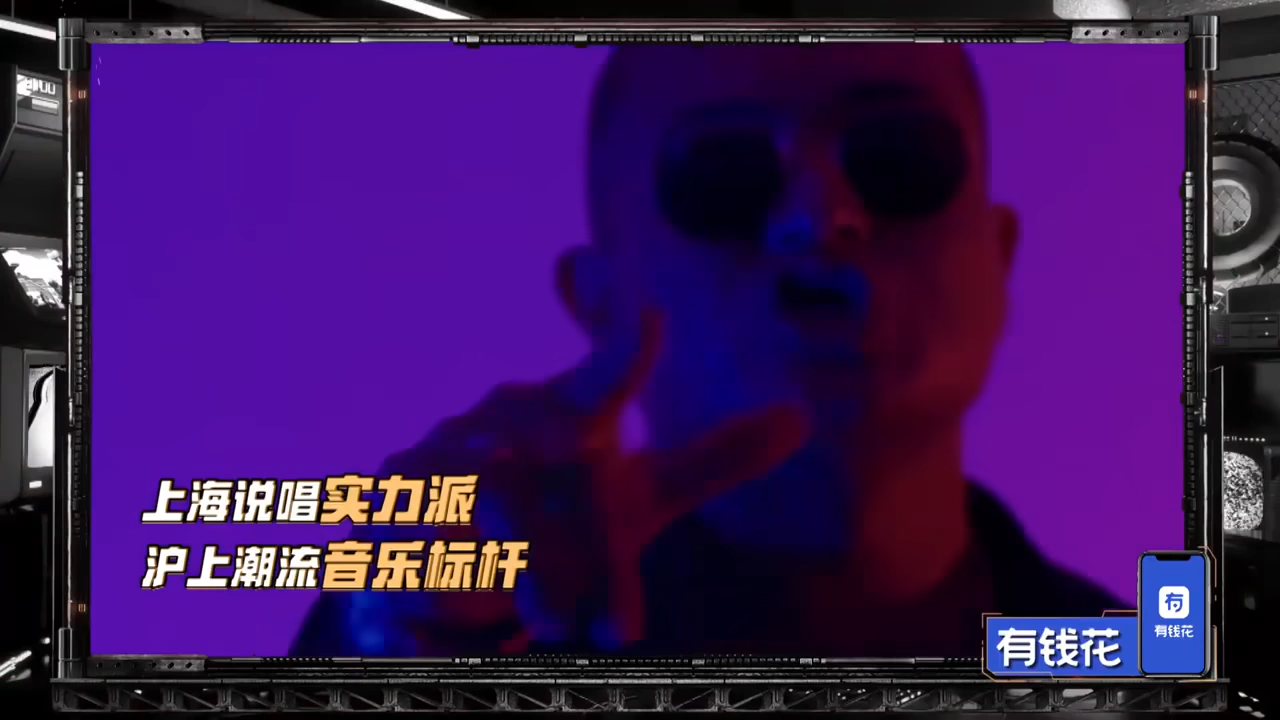 上海说唱实力派
沪上潮流音乐标杆
有钱花
有
有钱花